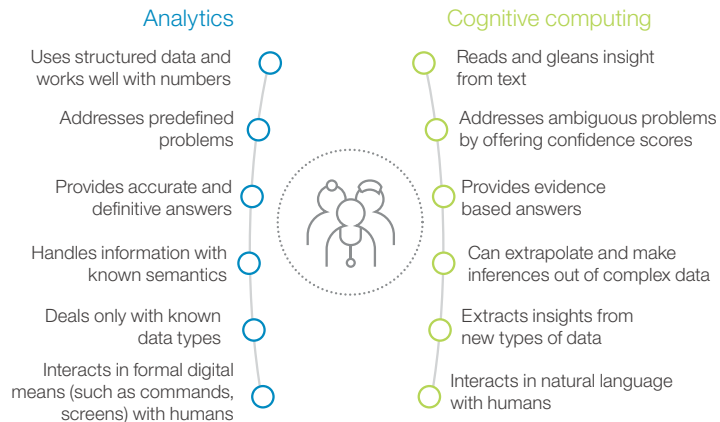 Analytics
Uses structured data and
works well with numbers
Addresses predefined
problems
Provides accurate and
definitive answers
Handles information with
known semantics
Deals only with known
data types
Interacts in formal digital
means (such as commands,
screens) with humans
Cognitive computing
Reads and gleans insight
from text
Addresses ambiguous problems
by offering confidence scores
Provides evidence
based answers
Can extrapolate and make
inferences out of complex data
Extracts insights from
new types of data
Interacts in natural language
with humans